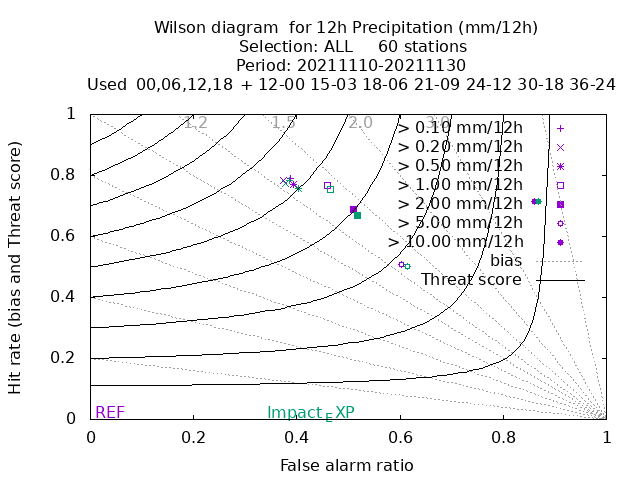 Wilson diagram  for 12h Precipitation (mm/12h)
Selection: ALL     60 stations
Period: 20211110-20211130
Used  00,06,12,18  + 12-00 15-03 18-06 21-09 24-12 30-18 36-24
1.2 1.5 2.0 3.0
> 0.10 mm/12h
> 0.20 mm/12h
> 0.50 mm/12h
> 1.00 mm/12h
> 2.00 mm/12h
> 5.00 mm/12h
> 10.00 mm/12h
bias
Threat score
1
0.8
0.6
0.4
0.2
0
Hit rate (bias and Threat score)
REF Impact_EXP
0 0.2 0.4 0.6 0.8 1
False alarm ratio